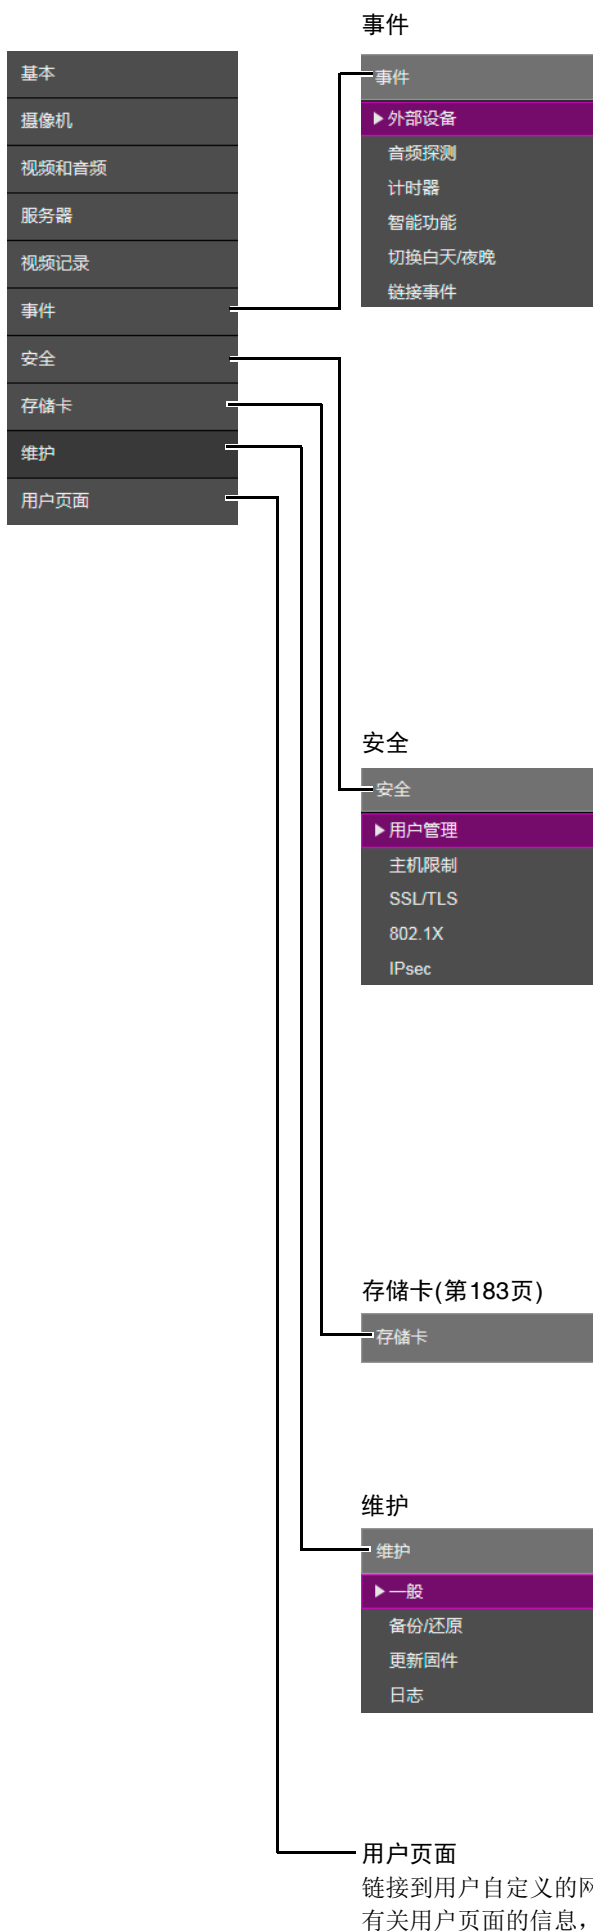 基本
摄像机
视频和音频
服务器
视频记录
事件
安全
存储卡
维护
用户页面
事件
事件
▶外部设备
音频探测
计时器
智能功能
切换白天/夜晚
链接事件
安全
安全
▶用户管理
主机限制
SSL/TLS
802.1X
IPsec
存储卡(第183页)
存储卡
维护
维护
▶一般
备份/还原
更新固件
日志
用户页面
链接到用户自定义的网
有关用户页面的信息，